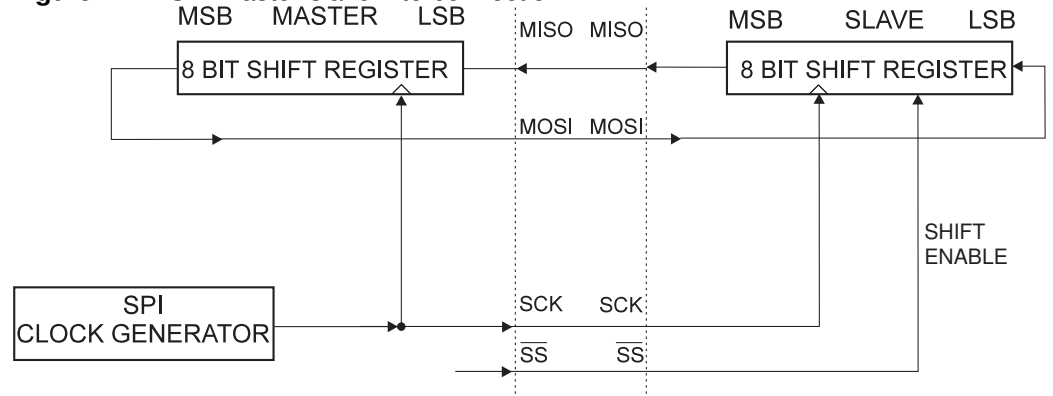 MSB MASTER LSB
MISO MISO
MSB SLAVE LSB
8 BIT SHIFT REGISTER
8 BIT SHIFT REGISTER
MOSI MOSI
SHIFT
ENABLE
SPI
CLOCK GENERATOR
SCK SCK
SS SS